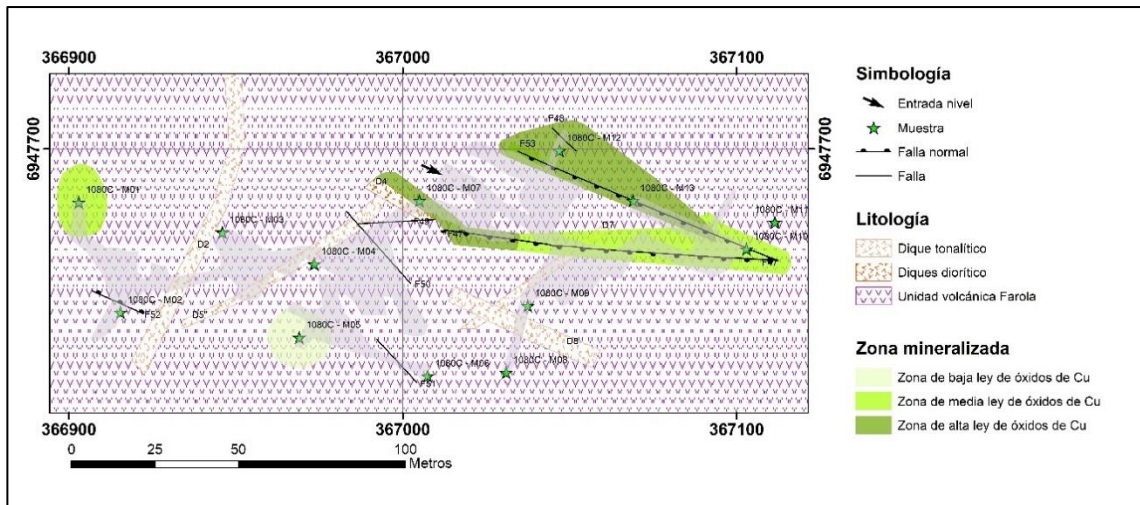 366900
367000
367100
6947700
6947700
F48
1080C - M12
F53
1080C - M01
D4
1080C - M07
1080C - M13
1080C - M11
1080C - M03
F49
D7
F47
1080C - M10
D2
1080C - M04
F50
1080C - M02
F52
D5
1080C - M09
1080C - M05
D8
1080C - M06
1080C - M08
F51
366900
367000
367100
0
25
50
100
Metros
Simbología
Entrada nivel
Muestra
Falla normal
Falla
Litología
Dique tonalítico
Diques diorítico
Unidad volcánica Farola
Zona mineralizada
Zona de baja ley de óxidos de Cu
Zona de media ley de óxidos de Cu
Zona de alta ley de óxidos de Cu